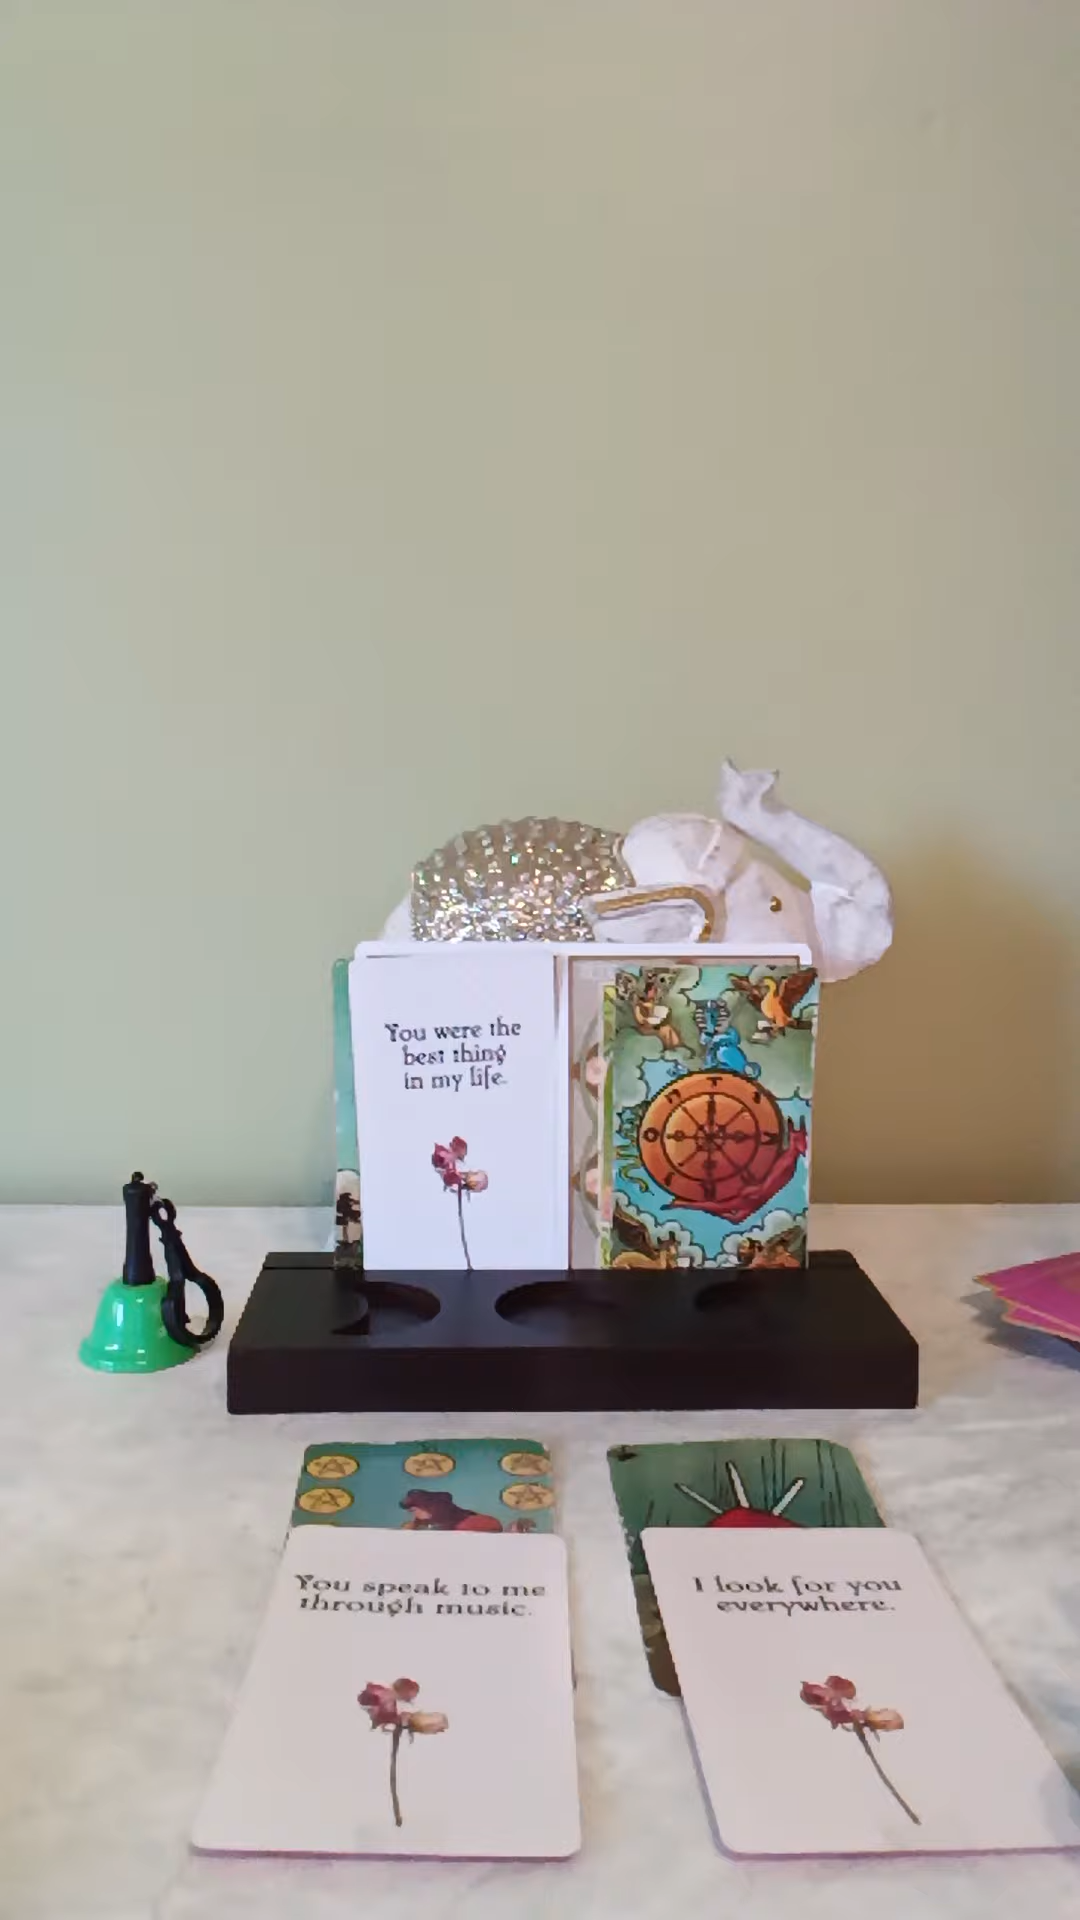 You were the
best thing
in my life.
You speak to me
through music.
I look for you
everywhere.